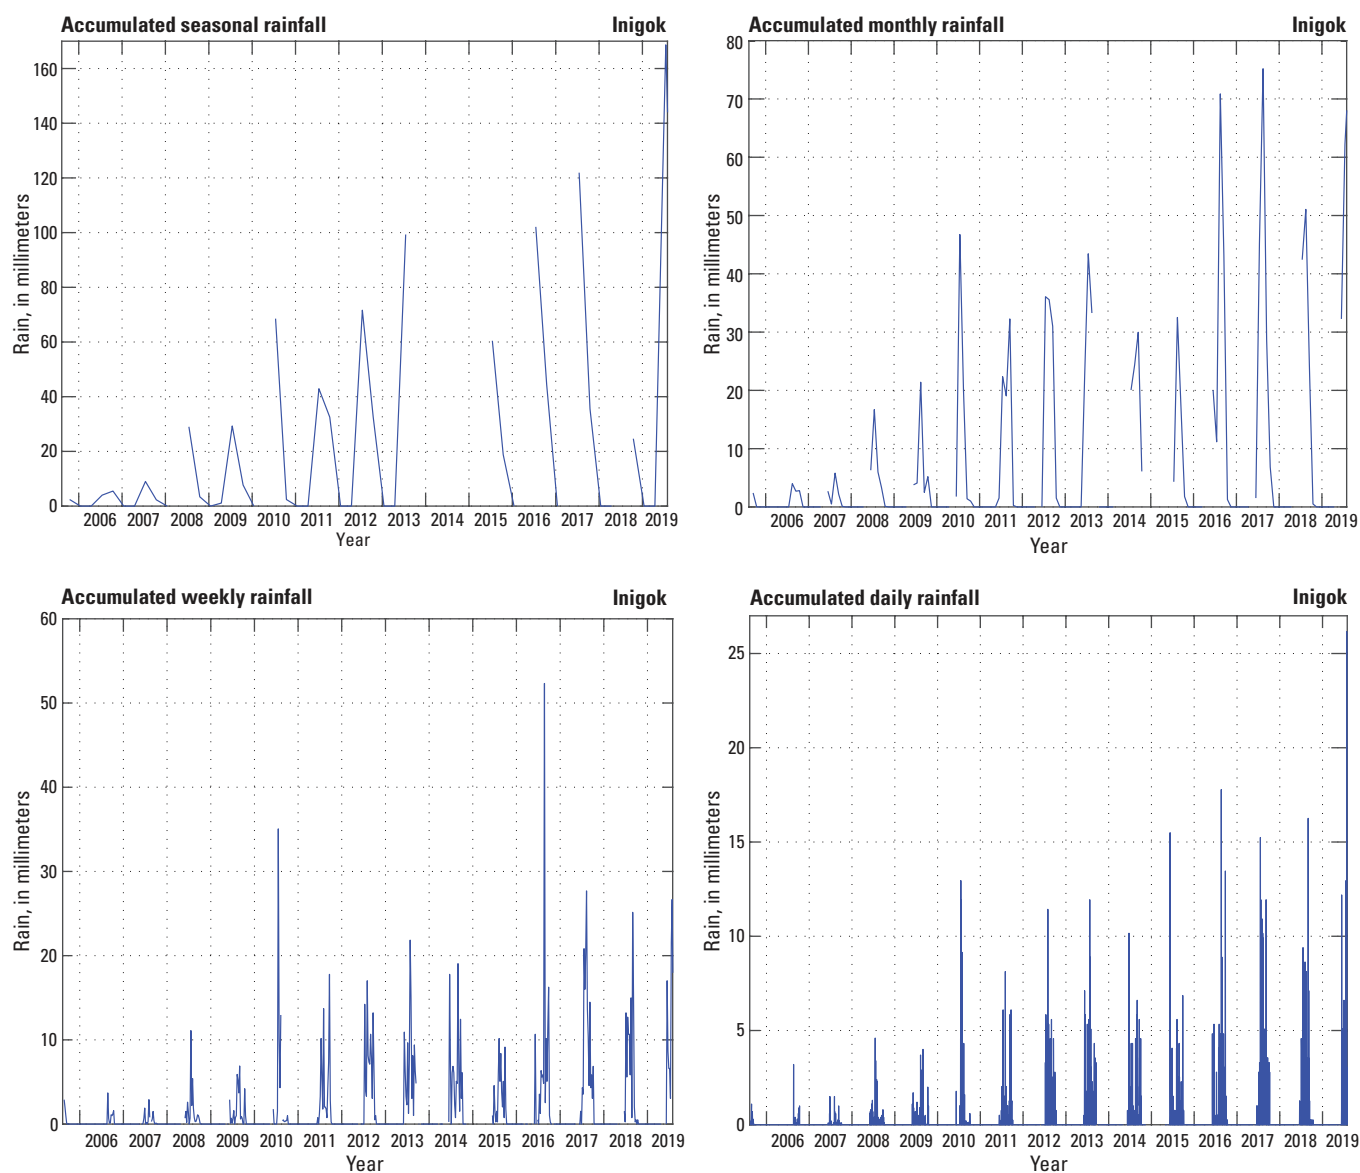 Accumulated seasonal rainfall Inigok
160
140
120
100
80
60
40
20
0
Rain, in millimeters
2006 2007 2008 2009 2010 2011 2012 2013 2014 2015 2016 2017 2018 2019
Year
Accumulated monthly rainfall Inigok
80
70
60
50
40
30
20
10
0
Rain, in millimeters
2006 2007 2008 2009 2010 2011 2012 2013 2014 2015 2016 2017 2018 2019
Year
Accumulated weekly rainfall Inigok
60
50
40
30
20
10
0
Rain, in millimeters
2006 2007 2008 2009 2010 2011 2012 2013 2014 2015 2016 2017 2018 2019
Year
Accumulated daily rainfall Inigok
25
20
15
10
5
0
Rain, in millimeters
2006 2007 2008 2009 2010 2011 2012 2013 2014 2015 2016 2017 2018 2019
Year